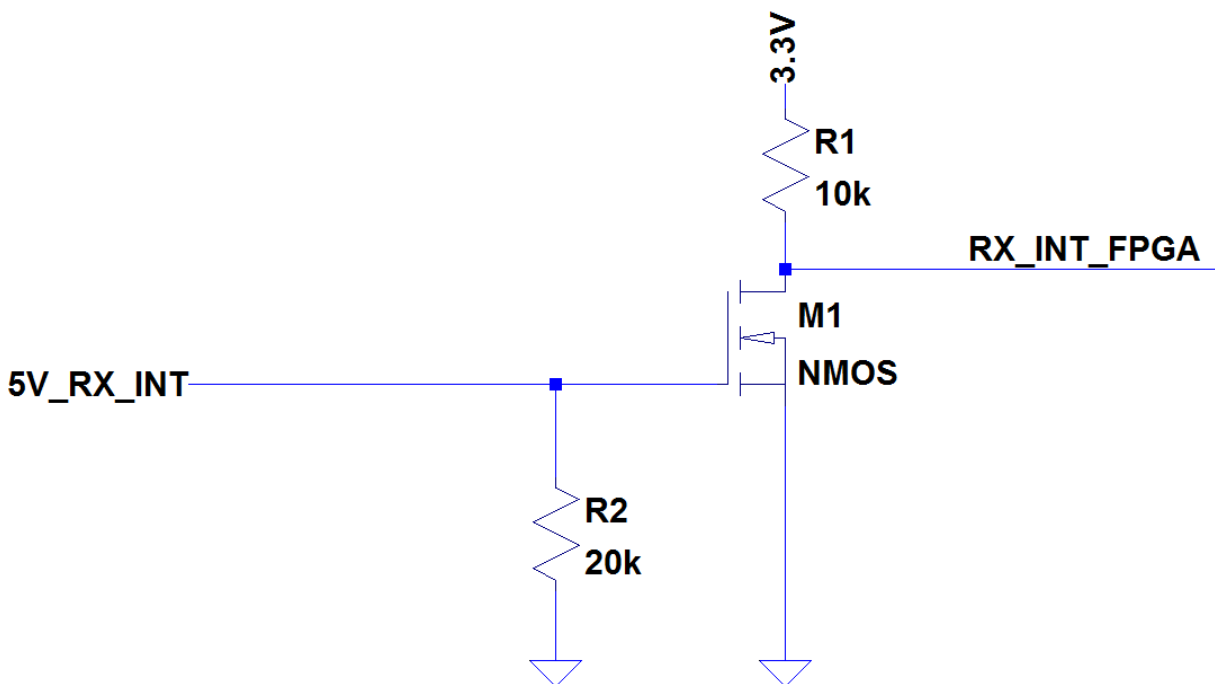 3.3V
R1
10k
RX_INT_FPGA
M1
NMOS
5V_RX_INT
R2
20k